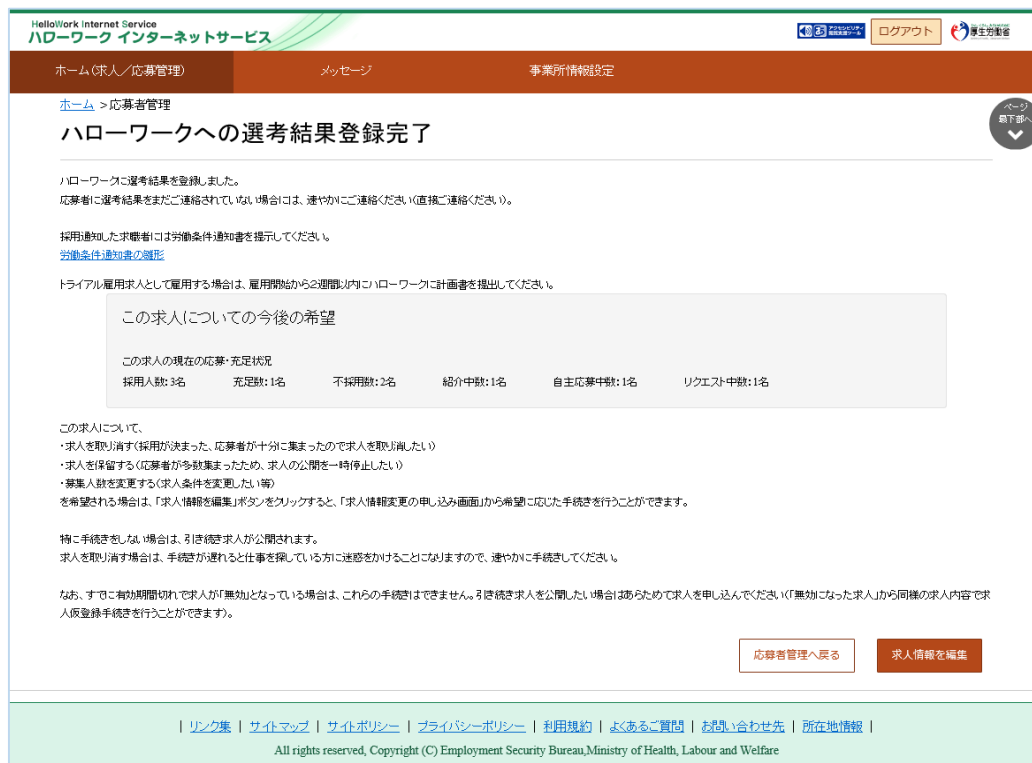 HelloWork Internet Service
ハローワーク インターネットサービス
アクセシビリティ
閲覧支援ツール
ログアウト
厚生労働省
ホーム(求人/応募管理)
メッセージ
事業所情報設定
ホーム >応募者管理
ページ
最下部へ
ハローワークへの選考結果登録完了
ハローワークに選考結果を登録しました。
応募者に選考結果をまだご連絡されていない場合には、速やかにご連絡ください(直接ご連絡ください)。
採用通知した求職者には労働条件通知書を提示してください。
労働条件通知書の雛形
トライアル雇用求人として雇用する場合は、雇用開始から2週間以内にハローワークに計画書を提出してください。
この求人についての今後の希望
この求人の現在の応募・充足状況
採用人数:3名 充足数:1名 不採用数:2名 紹介中数:1名 自主応募中数:1名 リクエスト中数:1名
この求人について、
・求人を取り消す(採用が決まった、応募者が十分に集まったので求人を取り消したい)
・求人を保留する(応募者が多数集まったため、求人の公開を一時停止したい)
・募集人数を変更する(求人条件を変更したい等)
を希望される場合は、「求人情報を編集」ボタンをクリックすると、「求人情報変更の申し込み画面」から希望に応じた手続きを行うことができます。
特に手続きをしない場合は、引き続き求人が公開されます。
求人を取り消す場合は、手続きが遅れると仕事を探している方に迷惑をかけることになりますので、速やかに手続きしてください。
なお、すでに有効期間切れで求人が「無効」となっている場合は、これらの手続きはできません。引き続き求人を公開したい場合はあらためて求人を申し込んでください(「無効になった求人」から同様の求人内容で求
人仮登録手続きを行うことができます)。
応募者管理へ戻る
求人情報を編集
| リンク集 | サイトマップ | サイトポリシー | プライバシーポリシー | 利用規約 | よくあるご質問 | お問い合わせ先 | 所在地情報 |
All rights reserved, Copyright (C) Employment Security Bureau,Ministry of Health, Labour and Welfare